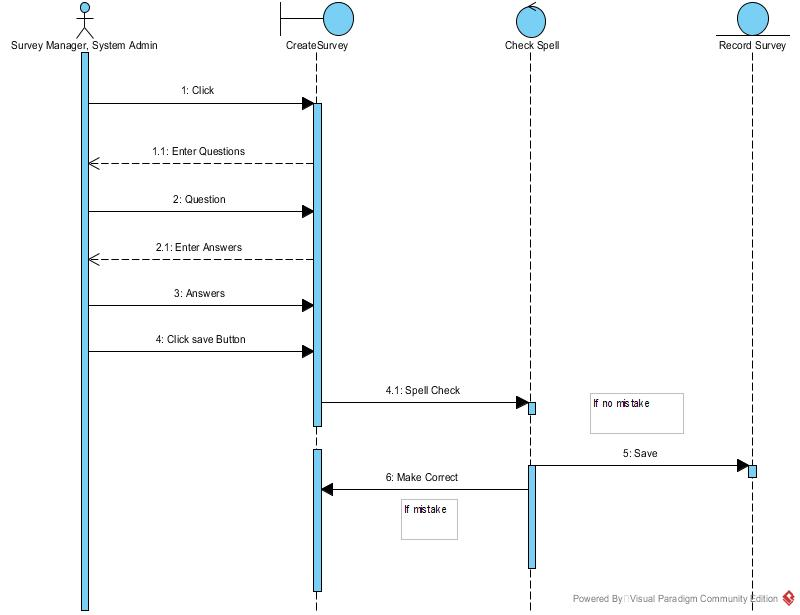 Survey Manager, System Admin
CreateSurvey
Check Spell
Record Survey
1: Click
1.1: Enter Questions
2: Question
2.1: Enter Answers
3: Answers
4: Click save Button
4.1: Spell Check
If no mistake
5: Save
6: Make Correct
If mistake
Powered By Visual Paradigm Community Edition